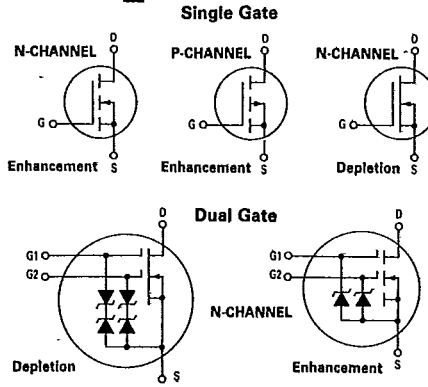 Single Gate
N-CHANNEL D P-CHANNEL D N-CHANNEL D
G G G
Enhancement S Enhancement S Depletion S
Dual Gate
D D
G1 G1
G2 G2
N-CHANNEL
Depletion S Enhancement S